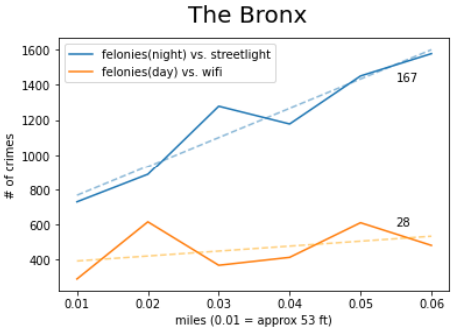 The Bronx
1600
1400
1200
1000
800
600
400
# of crimes
felonies(night) vs. streetlight
felonies(day) vs. wifi
167
28
0.01 0.02 0.03 0.04 0.05 0.06
miles (0.01 = approx 53 ft)